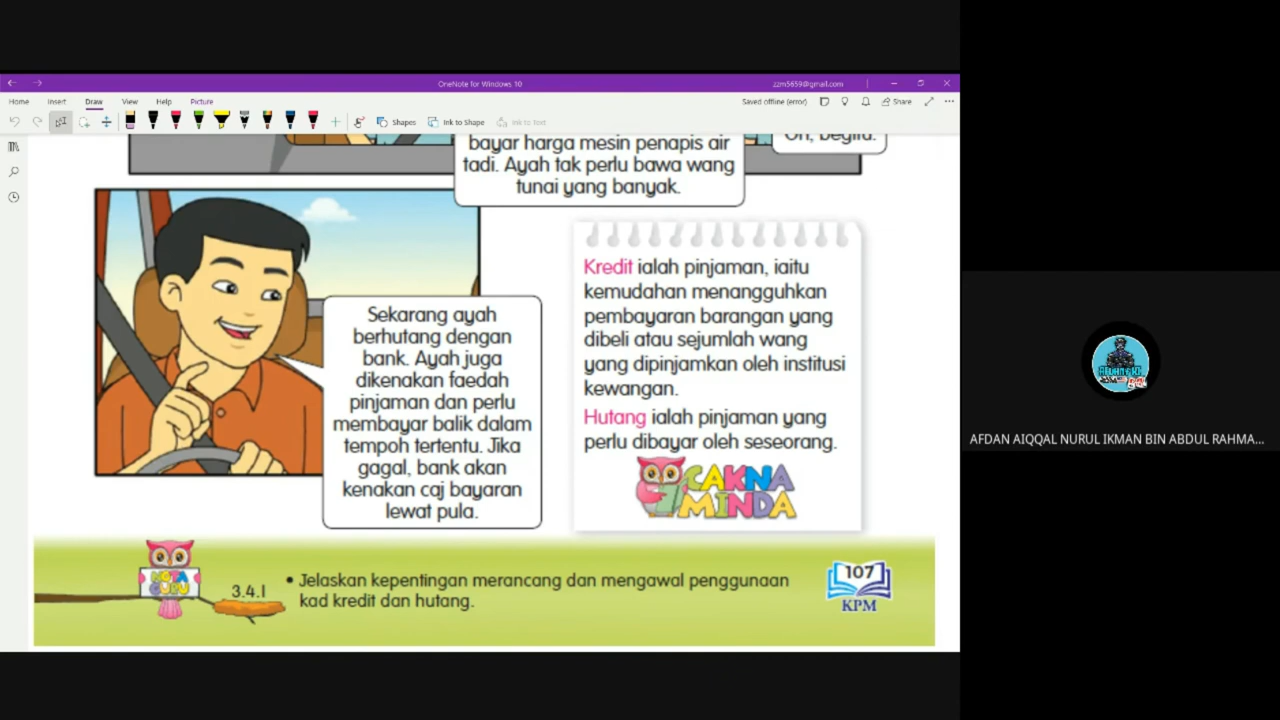 OneNote for Windows 10
zzm5659@gmail.com
Home Insert Draw View Help Picture
Saved offline (error)
Share
Shapes
Ink to Shape
Ink to Text
bayar harga mesin penapis air
tadi. Ayah tak perlu bawa wang
tunai yang banyak.
Oh, begitu.
Sekarang ayah
berhutang dengan
bank. Ayah juga
dikenakan faedah
pinjaman dan perlu
membayar balik dalam
tempoh tertentu. Jika
gagal, bank akan
kenakan caj bayaran
lewat pula.
Kredit ialah pinjaman, iaitu
kemudahan menangguhkan
pembayaran barangan yang
dibeli atau sejumlah wang
yang dipinjamkan oleh institusi
kewangan.
Hutang ialah pinjaman yang
perlu dibayar oleh seseorang.
CAKNA
MINDA
NOTA
GURU
3.4.1
• Jelaskan kepentingan merancang dan mengawal penggunaan
kad kredit dan hutang.
107
KPM
AFDAN AIQQAL NURUL IKMAN BIN ABDUL RAHMA...